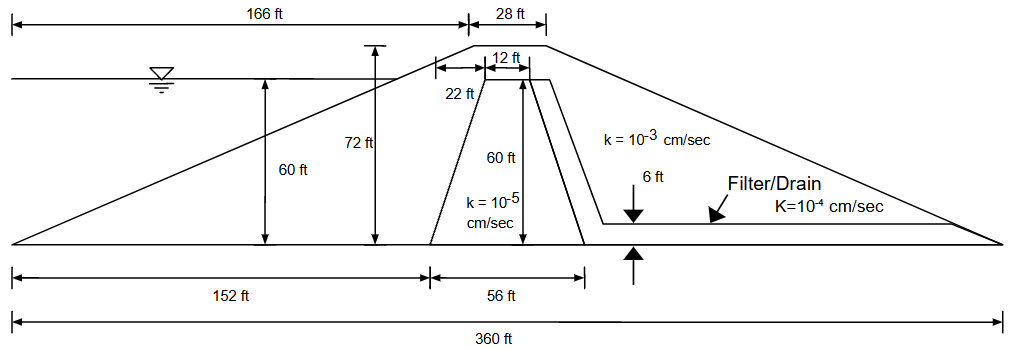 166 ft
28 ft
12 ft
22 ft
72 ft
60 ft
60 ft
k = 10-3 cm/sec
6 ft
Filter/Drain
K=10-4 cm/sec
k = 10-5
cm/sec
152 ft
56 ft
360 ft